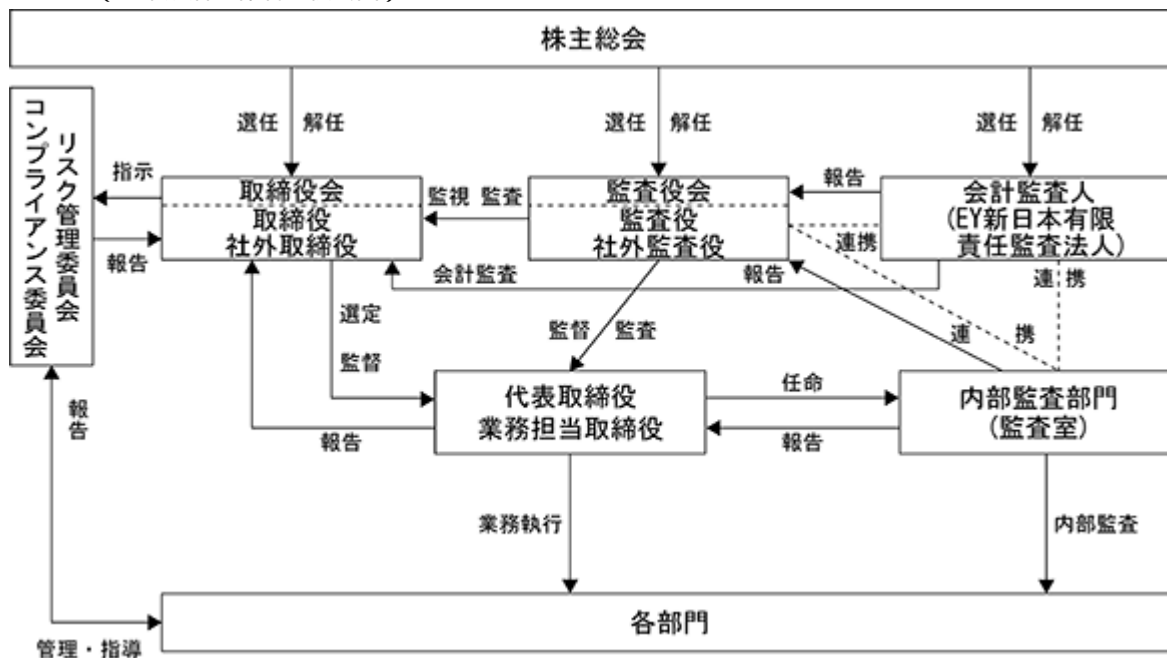 株主総会
選任 解任
選任 解任
選任 解任
リスク管理委員会
コンプライアンス委員会
指示
報告
取締役会
取締役
社外取締役
監視 監査
監査役会
監査役
社外監査役
報告
連携
会計監査人
(EY新日本有限
責任監査法人)
会計監査
報告
連携
選定
監督
監督 監査
連携
代表取締役
業務担当取締役
任命
報告
内部監査部門
(監査室)
報告
報告
業務執行
内部監査
各部門
管理・指導